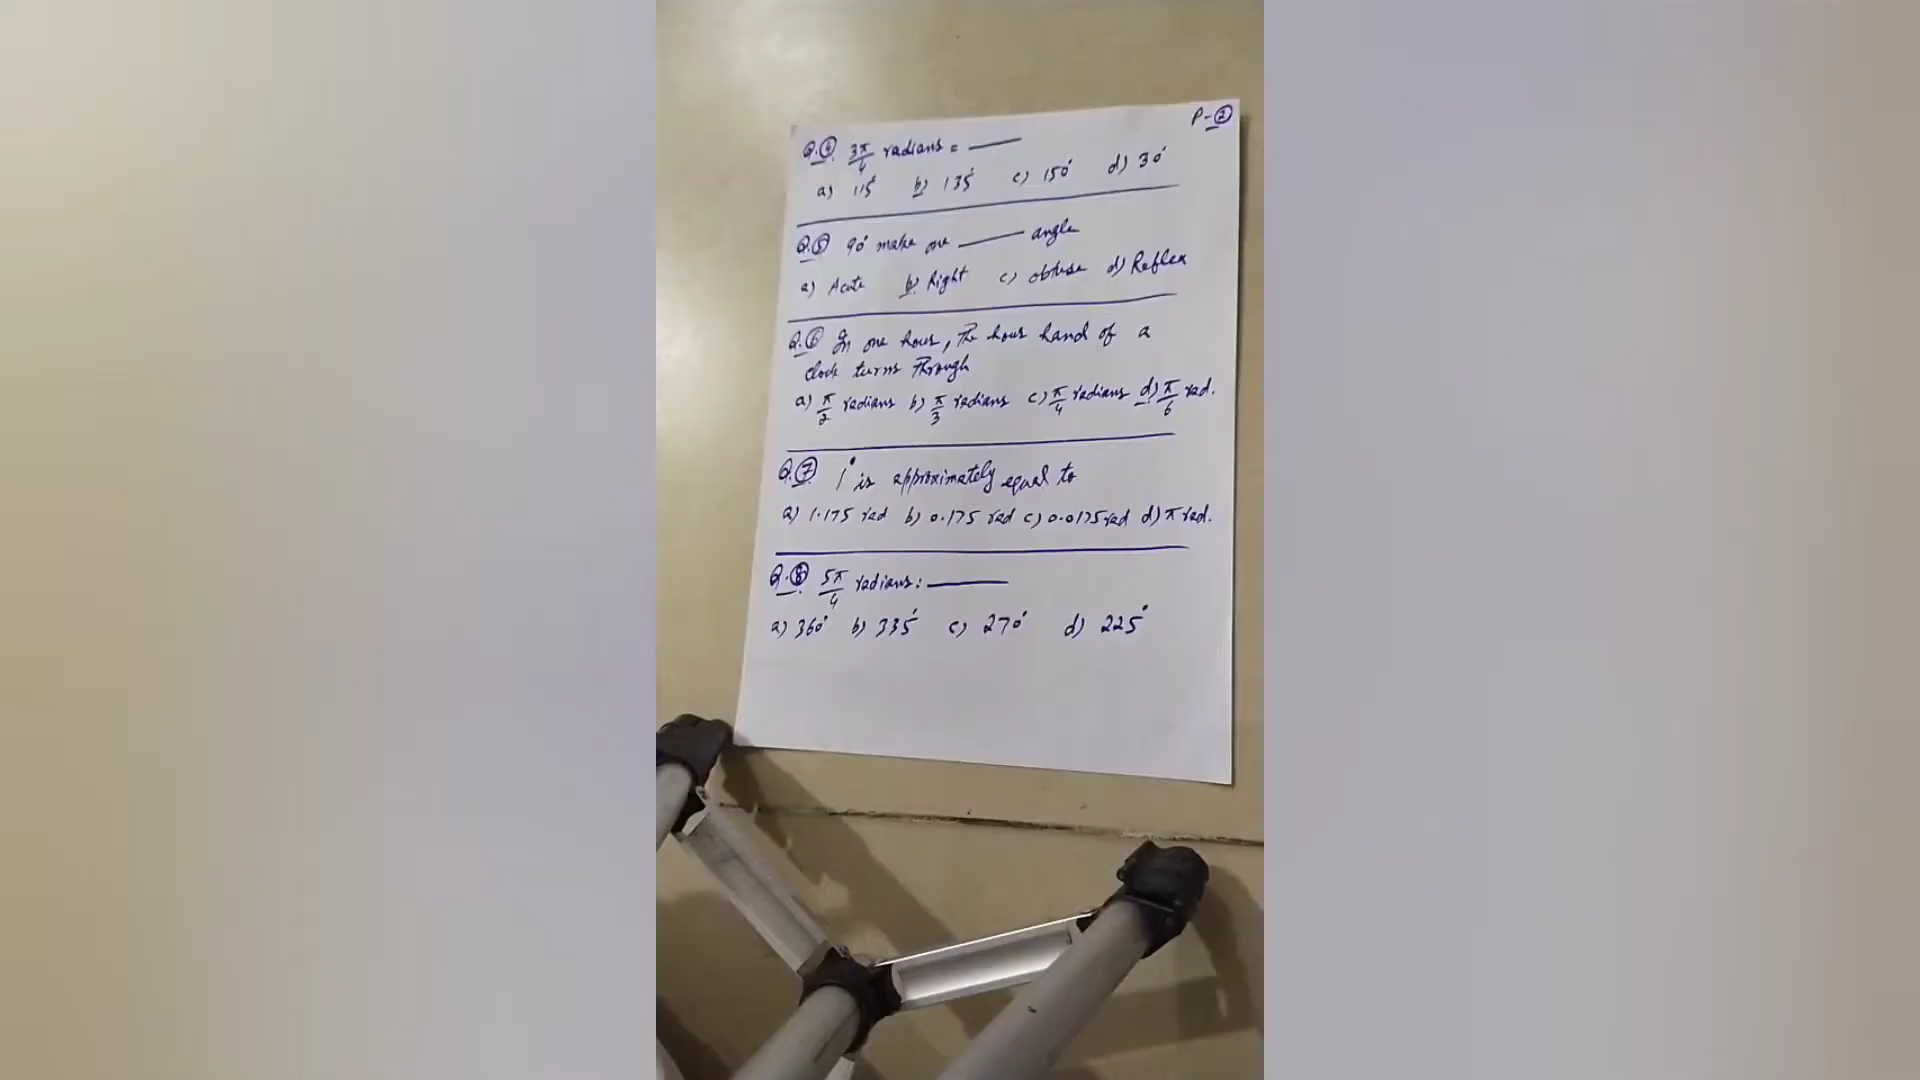 P-②
Q.④ 3π/4 radians = ____
a) 115° b) 135° c) 150° d) 30°
Q.⑤ 90° make one ____ angle
a) Acute b) Right c) obtuse d) Reflex
Q.⑥ In one hour, The hour hand of a
clock turns Through
a) π/2 radians b) π/3 radians c) π/4 radians d) π/6 rad.
Q.⑦ 1° is approximately equal to
a) 1.175 rad b) 0.175 rad c) 0.0175 rad d) π rad.
Q.⑧ 5π/4 radians: ____
a) 360° b) 335° c) 270° d) 225°